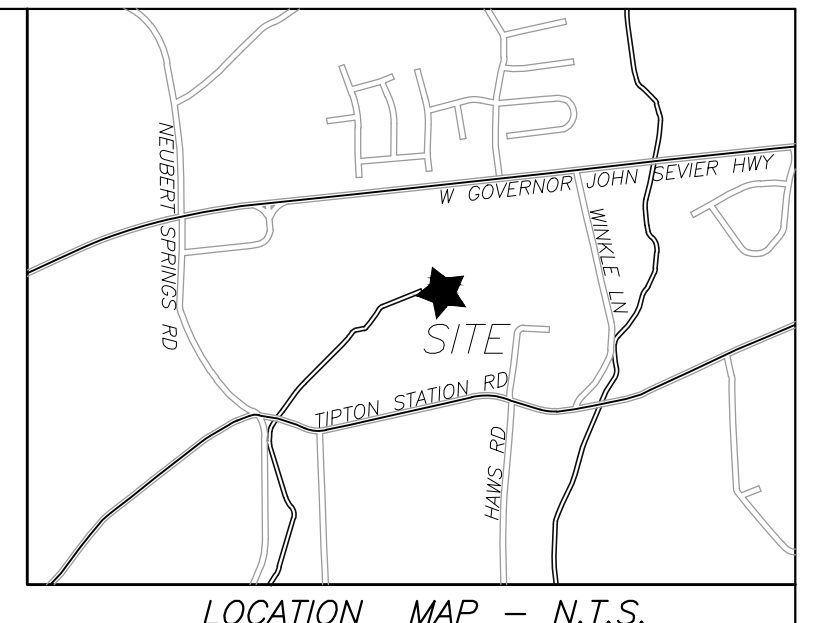 NEUBERT SPRINGS RD
W GOVERNOR JOHN SEVIER HWY
WINKLE LN
SITE
TIPTON STATION RD
HAWS RD
LOCATION MAP - N.T.S.